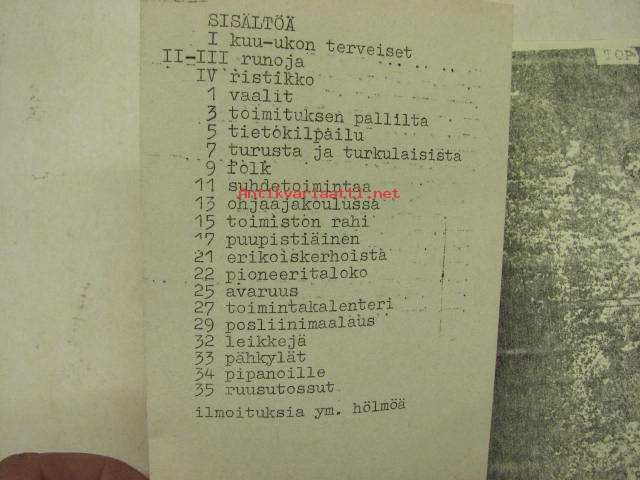 SISÄLTÖÄ
I kuu-ukon terveiset
II-III runoja
IV ristikko
1 vaalit
3 toimituksen pallilta
5 tietokilpailu
7 turusta ja turkulaisista
9 folk
11 suhdetoimintaa
Antikvariaatti.net
13 ohjaajakoulussa
15 toimiston rahi
17 puupistiäinen
21 erikoiskerhoista
22 pioneeritaloko
25 avaruus
27 toimintakalenteri
29 posliinimaalaus
32 leikkejä
33 pähkylät
34 pipanoille
35 ruusutossut
ilmoituksia ym. hölmöä